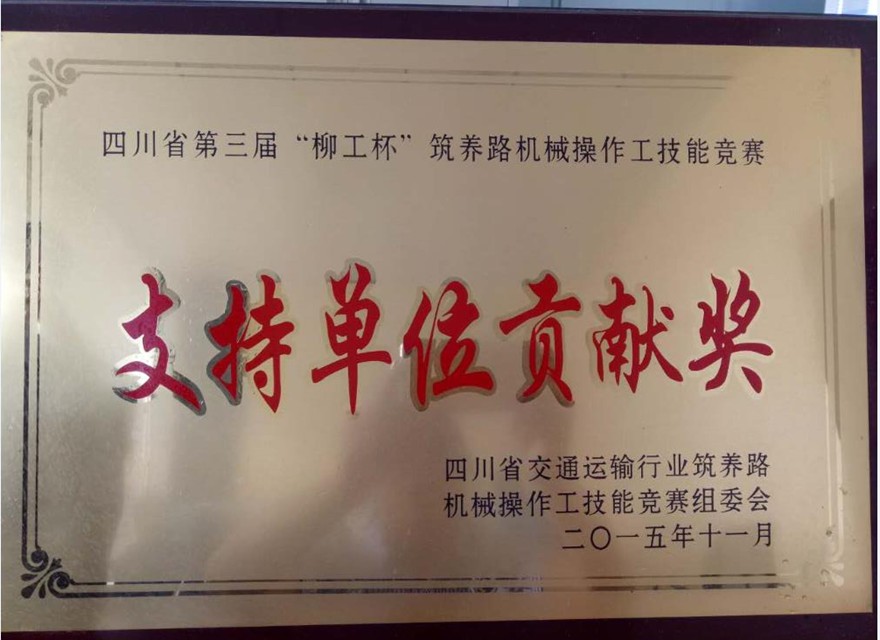 四川省第三届“柳工杯”筑养路机械操作工技能竞赛
支持单位贡献奖
四川省交通运输行业筑养路
机械操作工技能竞赛组委会
二〇一五年十一月